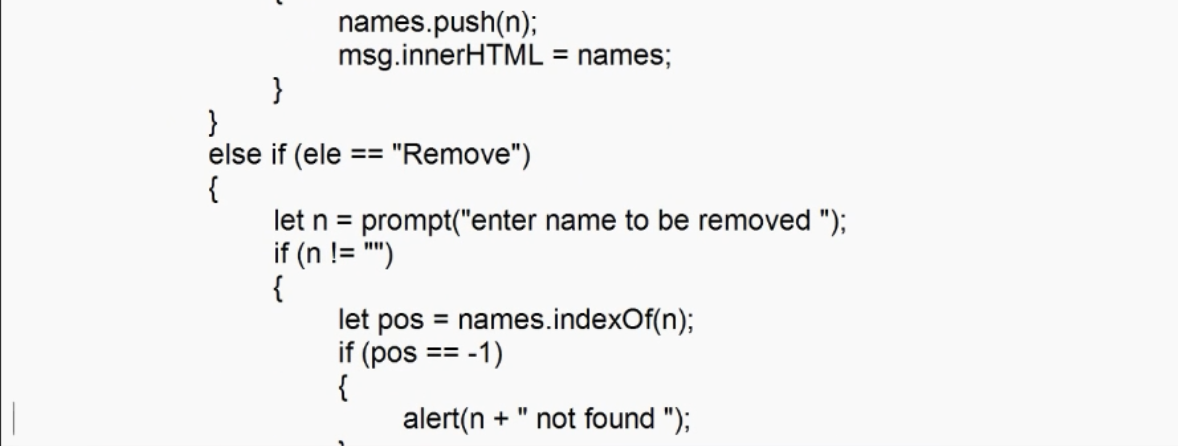 names.push(n);
msg.innerHTML = names;
}
}
else if (ele == "Remove")
{
let n = prompt("enter name to be removed ");
if (n != "")
{
let pos = names.indexOf(n);
if (pos == -1)
{
alert(n + " not found ");